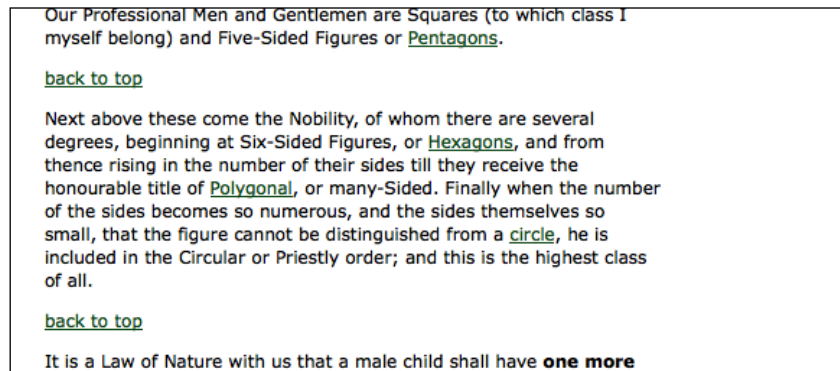 Our Professional Men and Gentlemen are Squares (to which class I
myself belong) and Five-Sided Figures or Pentagons.
back to top
Next above these come the Nobility, of whom there are several
degrees, beginning at Six-Sided Figures, or Hexagons, and from
thence rising in the number of their sides till they receive the
honourable title of Polygonal, or many-Sided. Finally when the number
of the sides becomes so numerous, and the sides themselves so
small, that the figure cannot be distinguished from a circle, he is
included in the Circular or Priestly order; and this is the highest class
of all.
back to top
It is a Law of Nature with us that a male child shall have one more